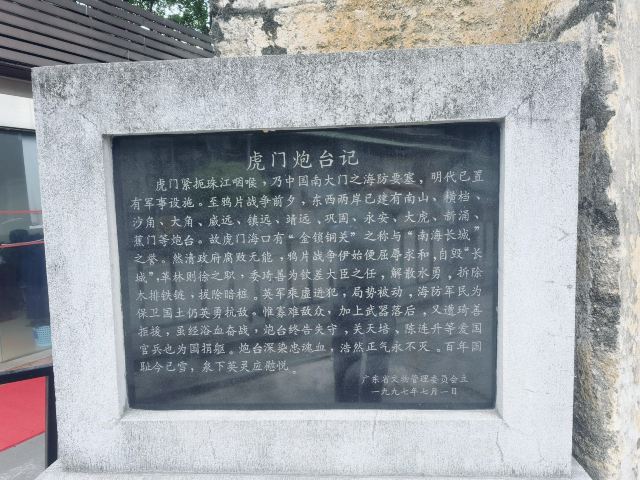 虎门炮台记
虎门紧扼珠江咽喉，乃中国南大门之海防要塞，明代已置
有军事设施。至鸦片战争前夕，东西两岸已建有南山、横档、
沙角、大角、威远、镇远、靖远、巩固、永安、大虎、新涌、
蕉门等炮台。故虎门海口有“金锁铜关”之称与“南海长城”
之誉。然清政府腐败无能，鸦片战争伊始便屈辱求和，自毁“长
城”，革林则徐之职，委琦善为钦差大臣之任，解散水勇，拆除
木排铁链，拔除暗桩。英军乘虚进犯，局势被动，海防军民为
保卫国土仍英勇抗敌。惟寡难敌众，加上武器落后，又遭琦善
拒援，虽经浴血奋战，炮台终告失守，关天培、陈连升等爱国
官兵也为国捐躯。炮台深染忠魂血，浩然正气永不灭。百年国
耻今已雪，泉下英灵应慰悦。
广东省文物管理委员会立
一九九七年七月一日